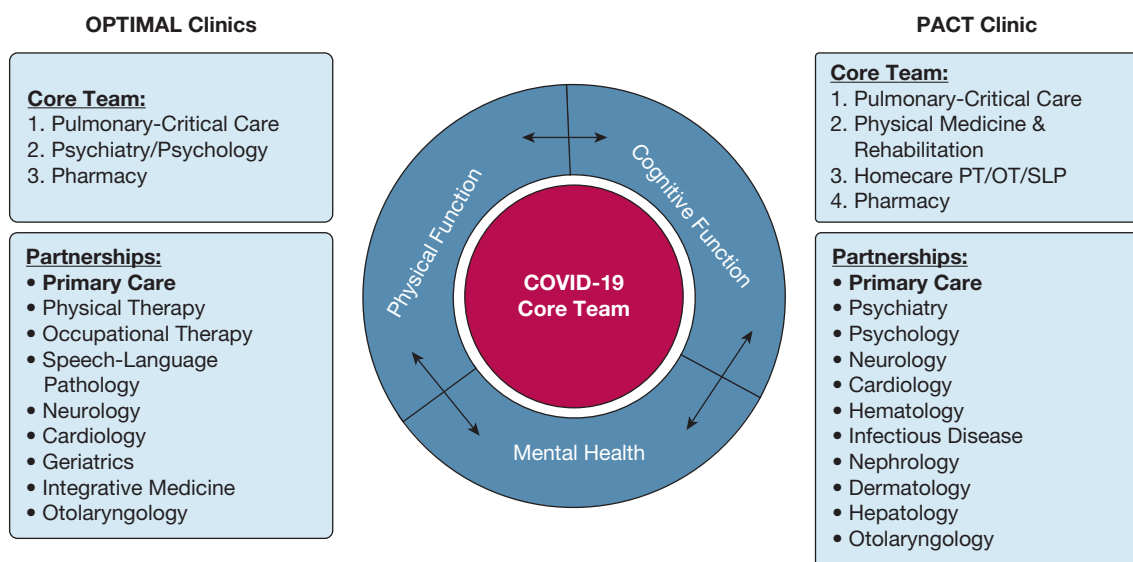 OPTIMAL Clinics
Core Team:
1. Pulmonary-Critical Care
2. Psychiatry/Psychology
3. Pharmacy
Partnerships:
• Primary Care
• Physical Therapy
• Occupational Therapy
• Speech-Language
Pathology
• Neurology
• Cardiology
• Geriatrics
• Integrative Medicine
• Otolaryngology
Physical Function
Cognitive Function
COVID-19
Core Team
Mental Health
PACT Clinic
Core Team:
1. Pulmonary-Critical Care
2. Physical Medicine &
Rehabilitation
3. Homecare PT/OT/SLP
4. Pharmacy
Partnerships:
• Primary Care
• Psychiatry
• Psychology
• Neurology
• Cardiology
• Hematology
• Infectious Disease
• Nephrology
• Dermatology
• Hepatology
• Otolaryngology